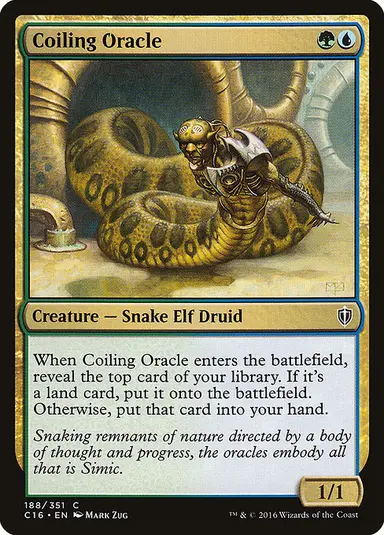 Coiling Oracle
Creature — Snake Elf Druid
When Coiling Oracle enters the battlefield,
reveal the top card of your library. If it's
a land card, put it onto the battlefield.
Otherwise, put that card into your hand.
Snaking remnants of nature directed by a body
of thought and progress, the oracles embody all
that is Simic.
1/1
188/351 C
C16 • EN Mark Zug
™ & © 2016 Wizards of the Coast